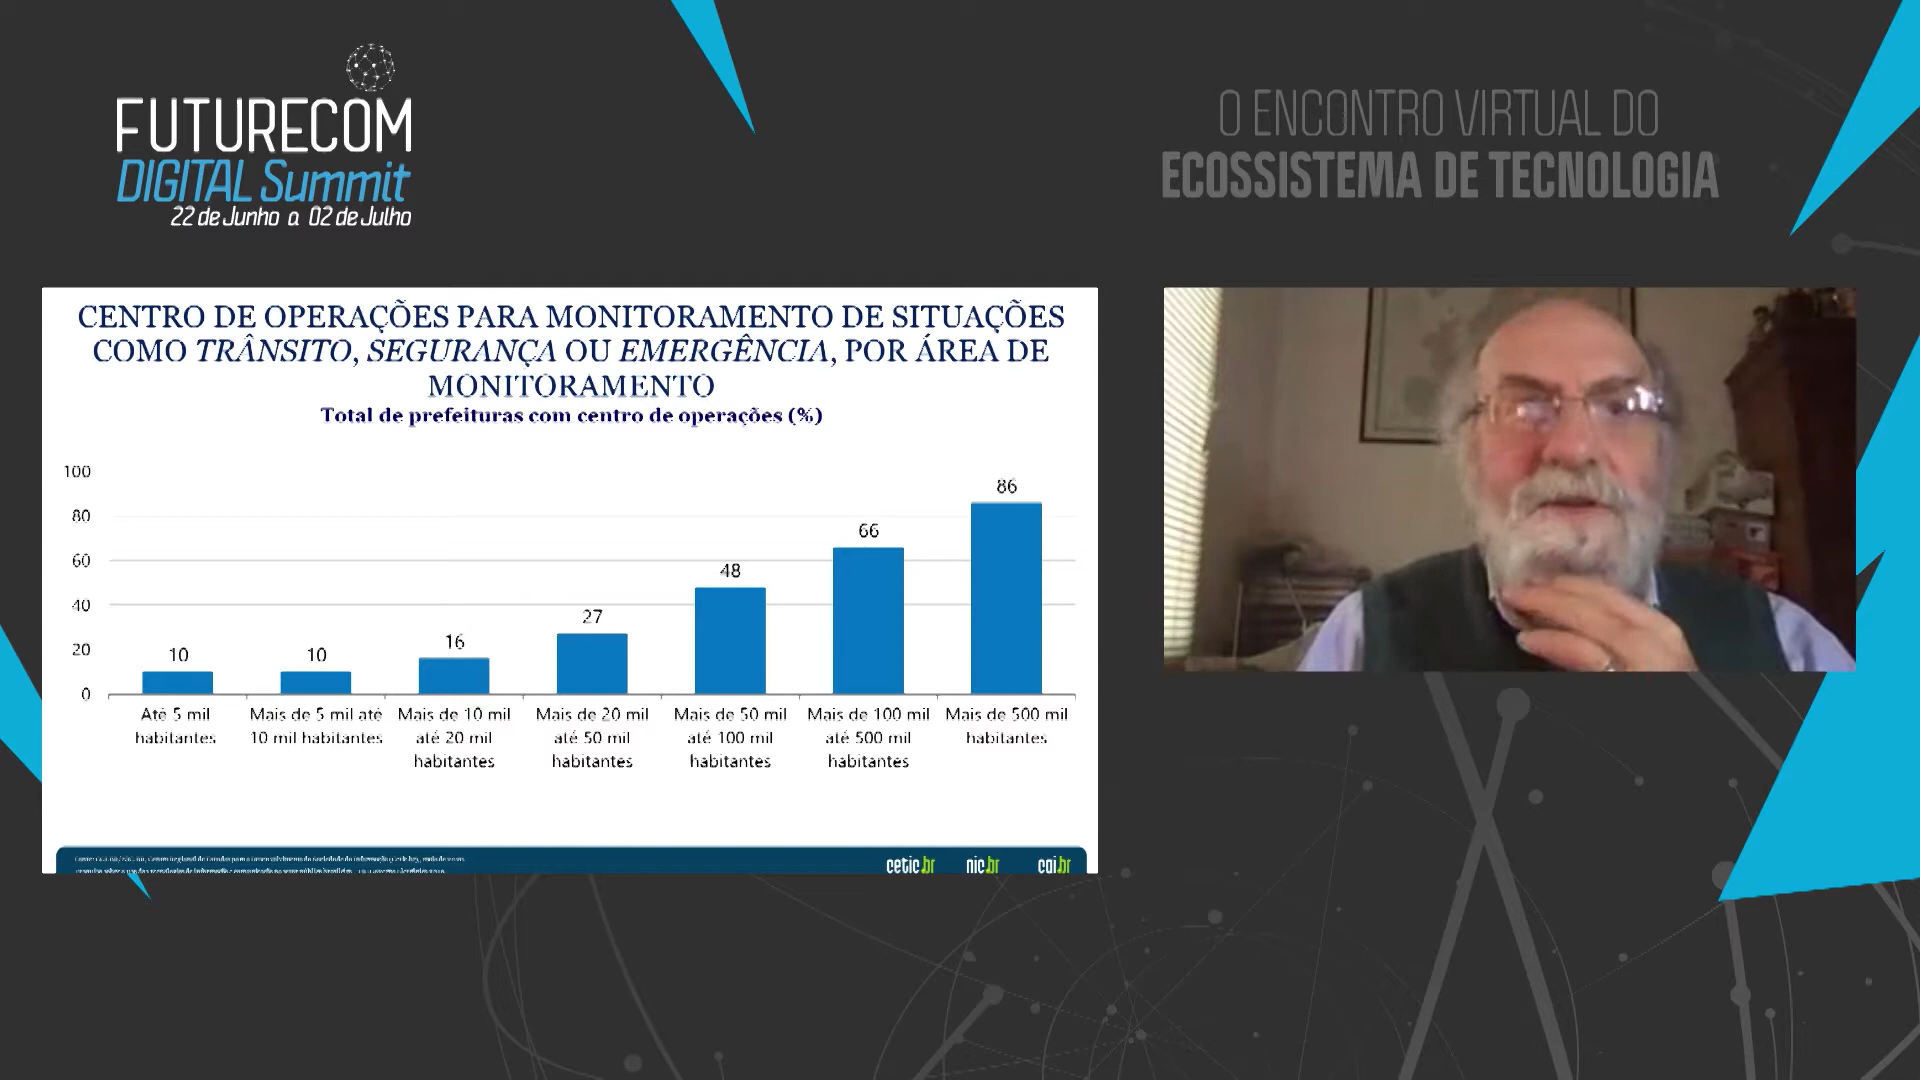 FUTURECOM
DIGITAL Summit
22 de Junho a 02 de Julho
O ENCONTRO VIRTUAL DO
ECOSSISTEMA DE TECNOLOGIA
CENTRO DE OPERAÇÕES PARA MONITORAMENTO DE SITUAÇÕES
COMO TRÂNSITO, SEGURANÇA OU EMERGÊNCIA, POR ÁREA DE
MONITORAMENTO
Total de prefeituras com centro de operações (%)
100
80
60
40
20
0
10
10
16
27
48
66
86
Até 5 mil
habitantes
Mais de 5 mil até
10 mil habitantes
Mais de 10 mil
até 20 mil
habitantes
Mais de 20 mil
até 50 mil
habitantes
Mais de 50 mil
até 100 mil
habitantes
Mais de 100 mil
até 500 mil
habitantes
Mais de 500 mil
habitantes
cetic.br nic.br cgi.br